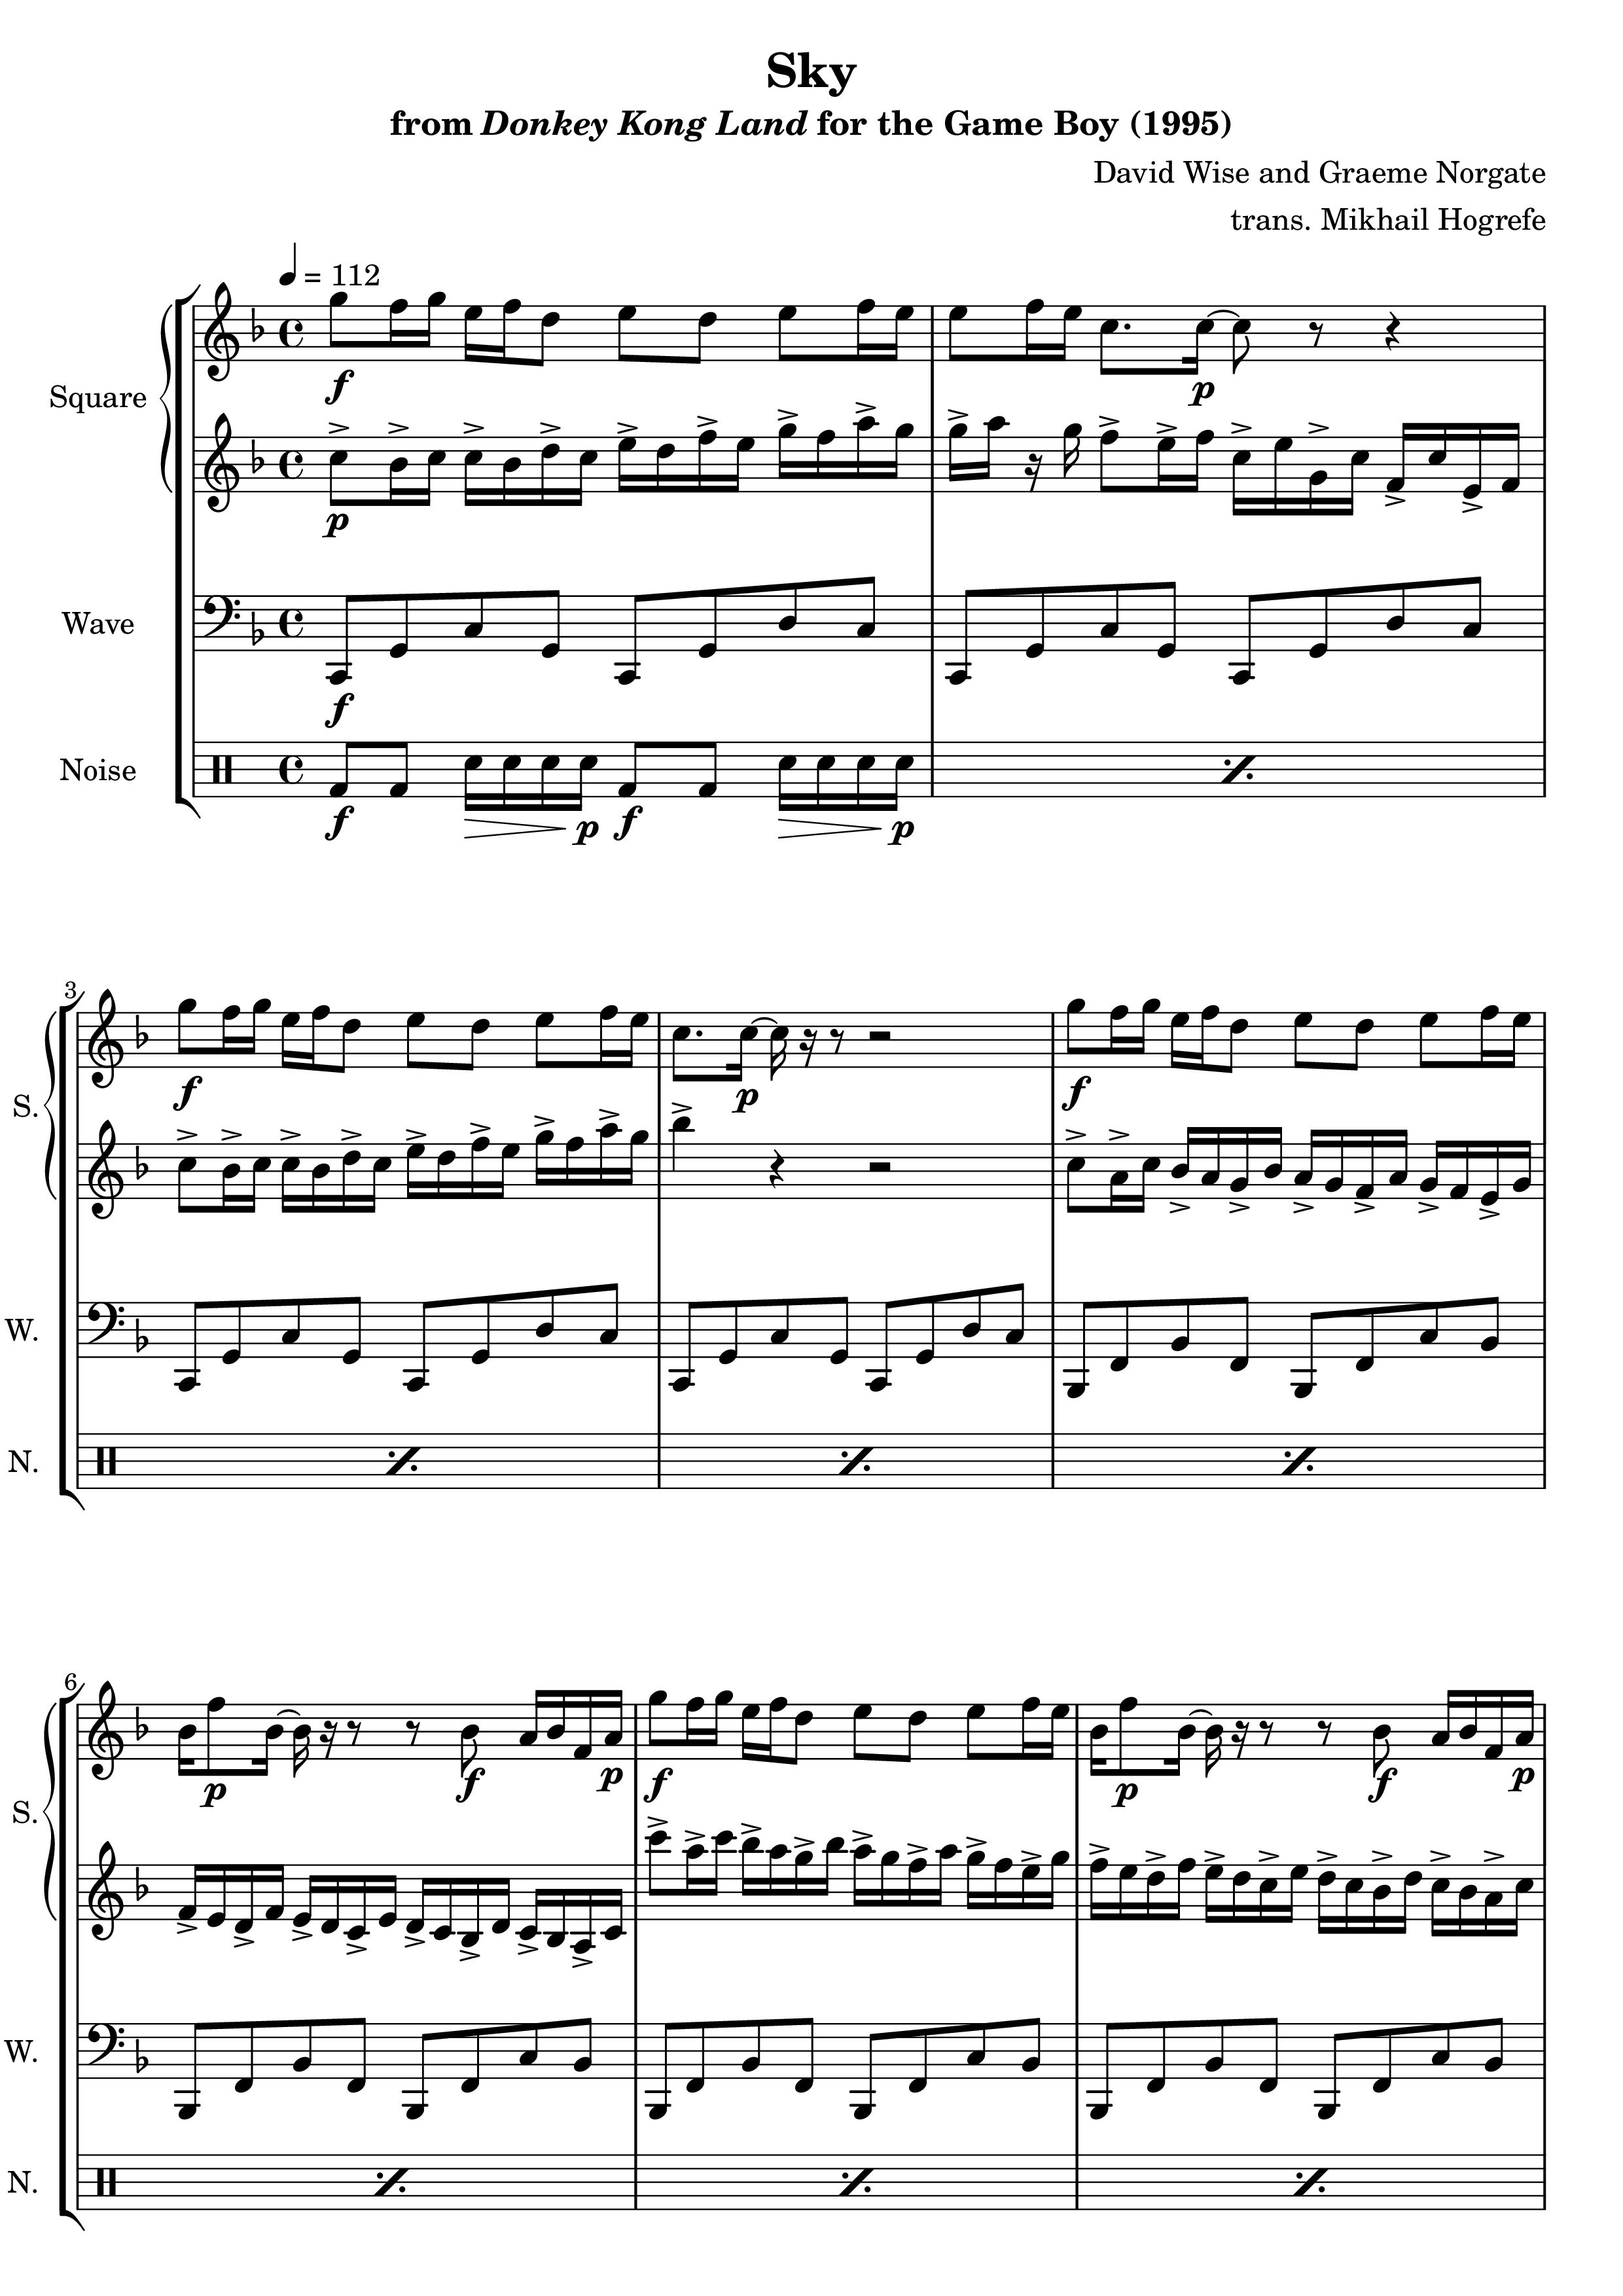 Sky
from Donkey Kong Land for the Game Boy (1995)
David Wise and Graeme Norgate
trans. Mikhail Hogrefe
= 112
Square
f
p
p
Wave
f
Noise
f p f p
3
S.
f p f
W.
N.
6
S.
p f p f p f p
W.
N.